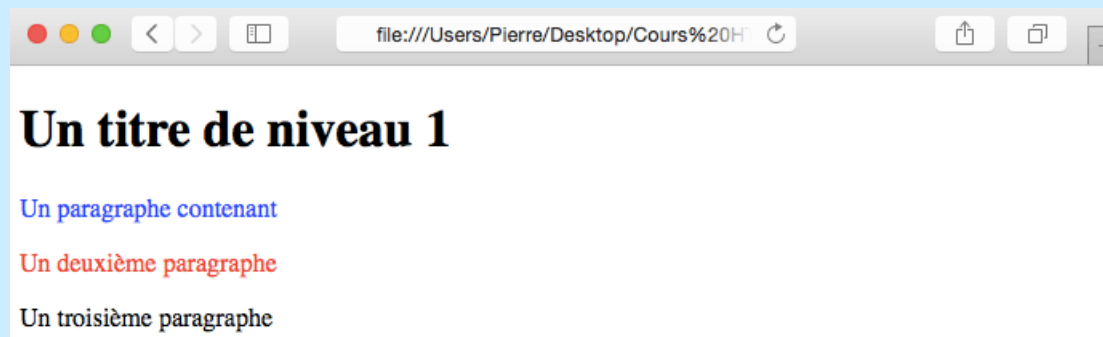 file:///Users/Pierre/Desktop/Cours%20H
Un titre de niveau 1
Un paragraphe contenant
Un deuxième paragraphe
Un troisième paragraphe